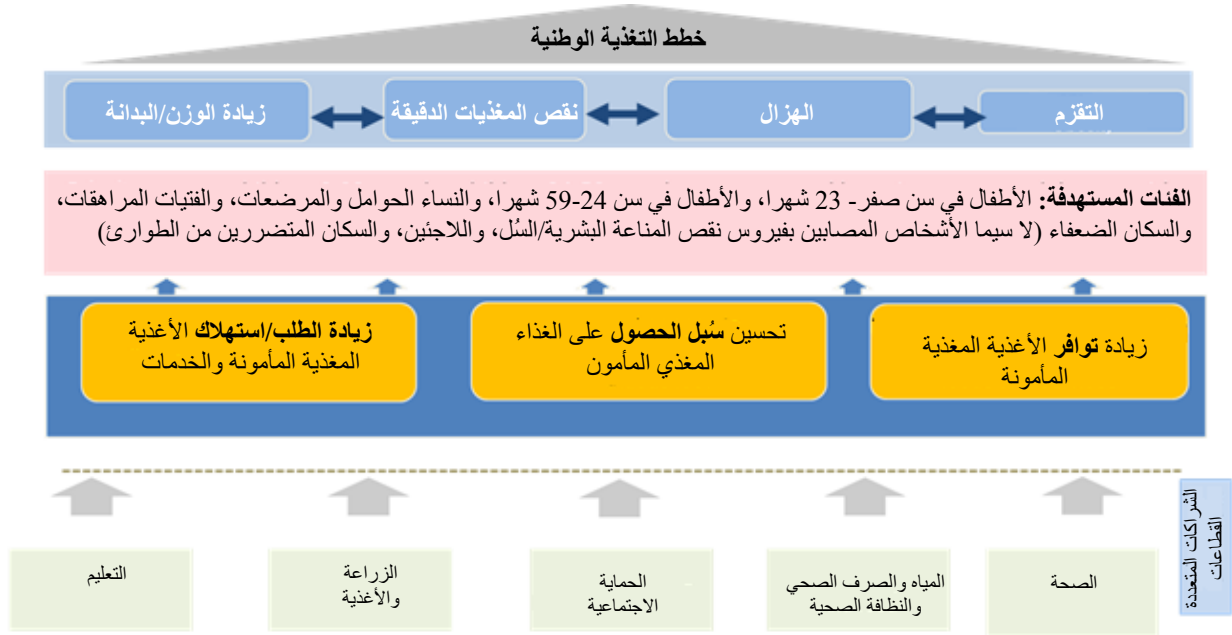 خطط التغذية الوطنية
التقزم
الهزال
نقص المغذيات الدقيقة
زيادة الوزن/البدانة
الفئات المستهدفة: الأطفال في سن صفر- 23 شهرا، والأطفال في سن 24-59 شهرا، والنساء الحوامل والمرضعات، والفتيات المراهقات،
والسكان الضعفاء (لا سيما الأشخاص المصابين بفيروس نقص المناعة البشرية/السُل، واللاجئين، والسكان المتضررين من الطوارئ)
زيادة توافر الأغذية المغذية
المأمونة
تحسين سُبل الحصول على الغذاء
المغذي المأمون
زيادة الطلب/استهلاك الأغذية
المغذية المأمونة والخدمات
الشراكات المتعددة
القطاعات
الصحة
المياه والصرف الصحي
والنظافة الصحية
الحماية
الاجتماعية
الزراعة
والأغذية
التعليم